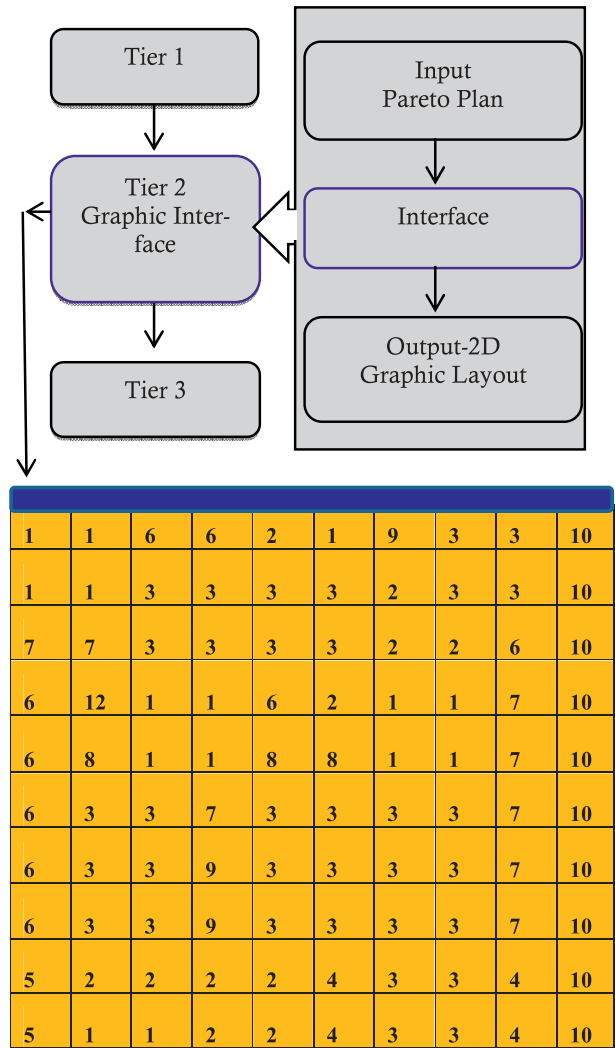 Tier 1
Tier 2
Graphic Inter-
face
Tier 3
Input
Pareto Plan
Interface
Output-2D
Graphic Layout
1 1 6 6 2 1 9 3 3 10
1 1 3 3 3 3 2 3 3 10
7 7 3 3 3 3 2 2 6 10
6 12 1 1 6 2 1 1 7 10
6 8 1 1 8 8 1 1 7 10
6 3 3 7 3 3 3 3 7 10
6 3 3 9 3 3 3 3 7 10
6 3 3 9 3 3 3 3 7 10
5 2 2 2 2 4 3 3 4 10
5 1 1 2 2 4 3 3 4 10